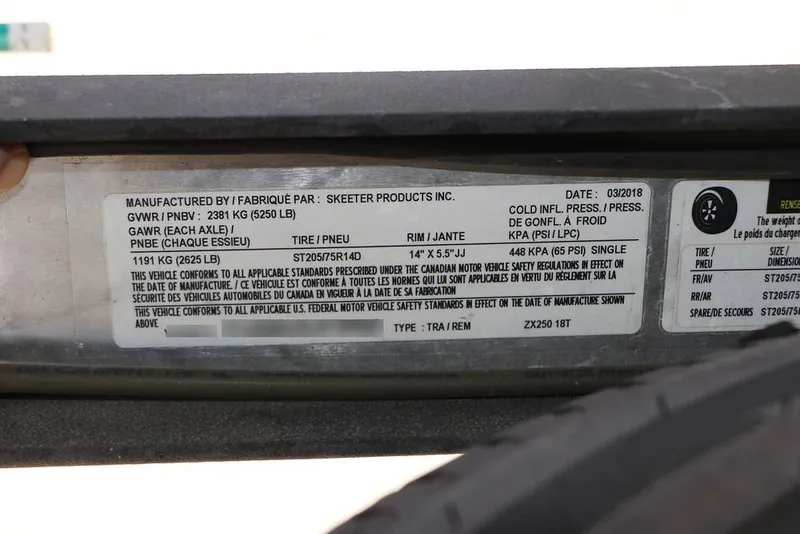 MANUFACTURED BY / FABRIQUÉ PAR : SKEETER PRODUCTS INC. DATE : 03/2018
GVWR / PNBV : 2381 KG (5250 LB) COLD INFL. PRESS. / PRESS.
GAWR (EACH AXLE) / DE GONFL. À FROID
PNBE (CHAQUE ESSIEU) TIRE / PNEU RIM / JANTE KPA (PSI / LPC)
1191 KG (2625 LB) ST205/75R14D 14" X 5.5"JJ 448 KPA (65 PSI) SINGLE
THIS VEHICLE CONFORMS TO ALL APPLICABLE STANDARDS PRESCRIBED UNDER THE CANADIAN MOTOR VEHICLE SAFETY REGULATIONS IN EFFECT ON
THE DATE OF MANUFACTURE. / CE VÉHICULE EST CONFORME À TOUTES LES NORMES QUI LUI SONT APPLICABLES EN VERTU DU RÈGLEMENT SUR LA
SÉCURITÉ DES VÉHICULES AUTOMOBILES DU CANADA EN VIGUEUR À LA DATE DE SA FABRICATION
THIS VEHICLE CONFORMS TO ALL APPLICABLE U.S. FEDERAL MOTOR VEHICLE SAFETY STANDARDS IN EFFECT ON THE DATE OF MANUFACTURE SHOWN
ABOVE TYPE : TRA / REM ZX250 18T
RENSE
The weight o
Le poids du charge
TIRE / SIZE /
PNEU DIMENSION
FR/AV ST205/75
RR/AR ST205/75
SPARE/DE SECOURS ST205/75